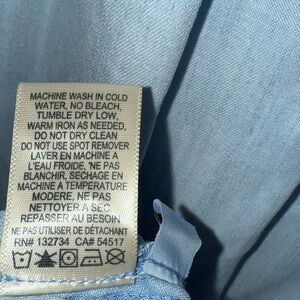 MACHINE WASH IN COLD
WATER, NO BLEACH,
TUMBLE DRY LOW,
WARM IRON AS NEEDED,
DO NOT DRY CLEAN
DO NOT USE SPOT REMOVER
LAVER EN MACHINE A
L'EAU FROIDE, 'NE PAS
BLANCHIR, SECHAGE EN
MACHINE A TEMPERATURE
MODERE, NE PAS
NETTOYER A SEC
REPASSER AU BESOIN
NE PAS UTILISER DE DÉTACHANT
RN# 132734 CA# 54517